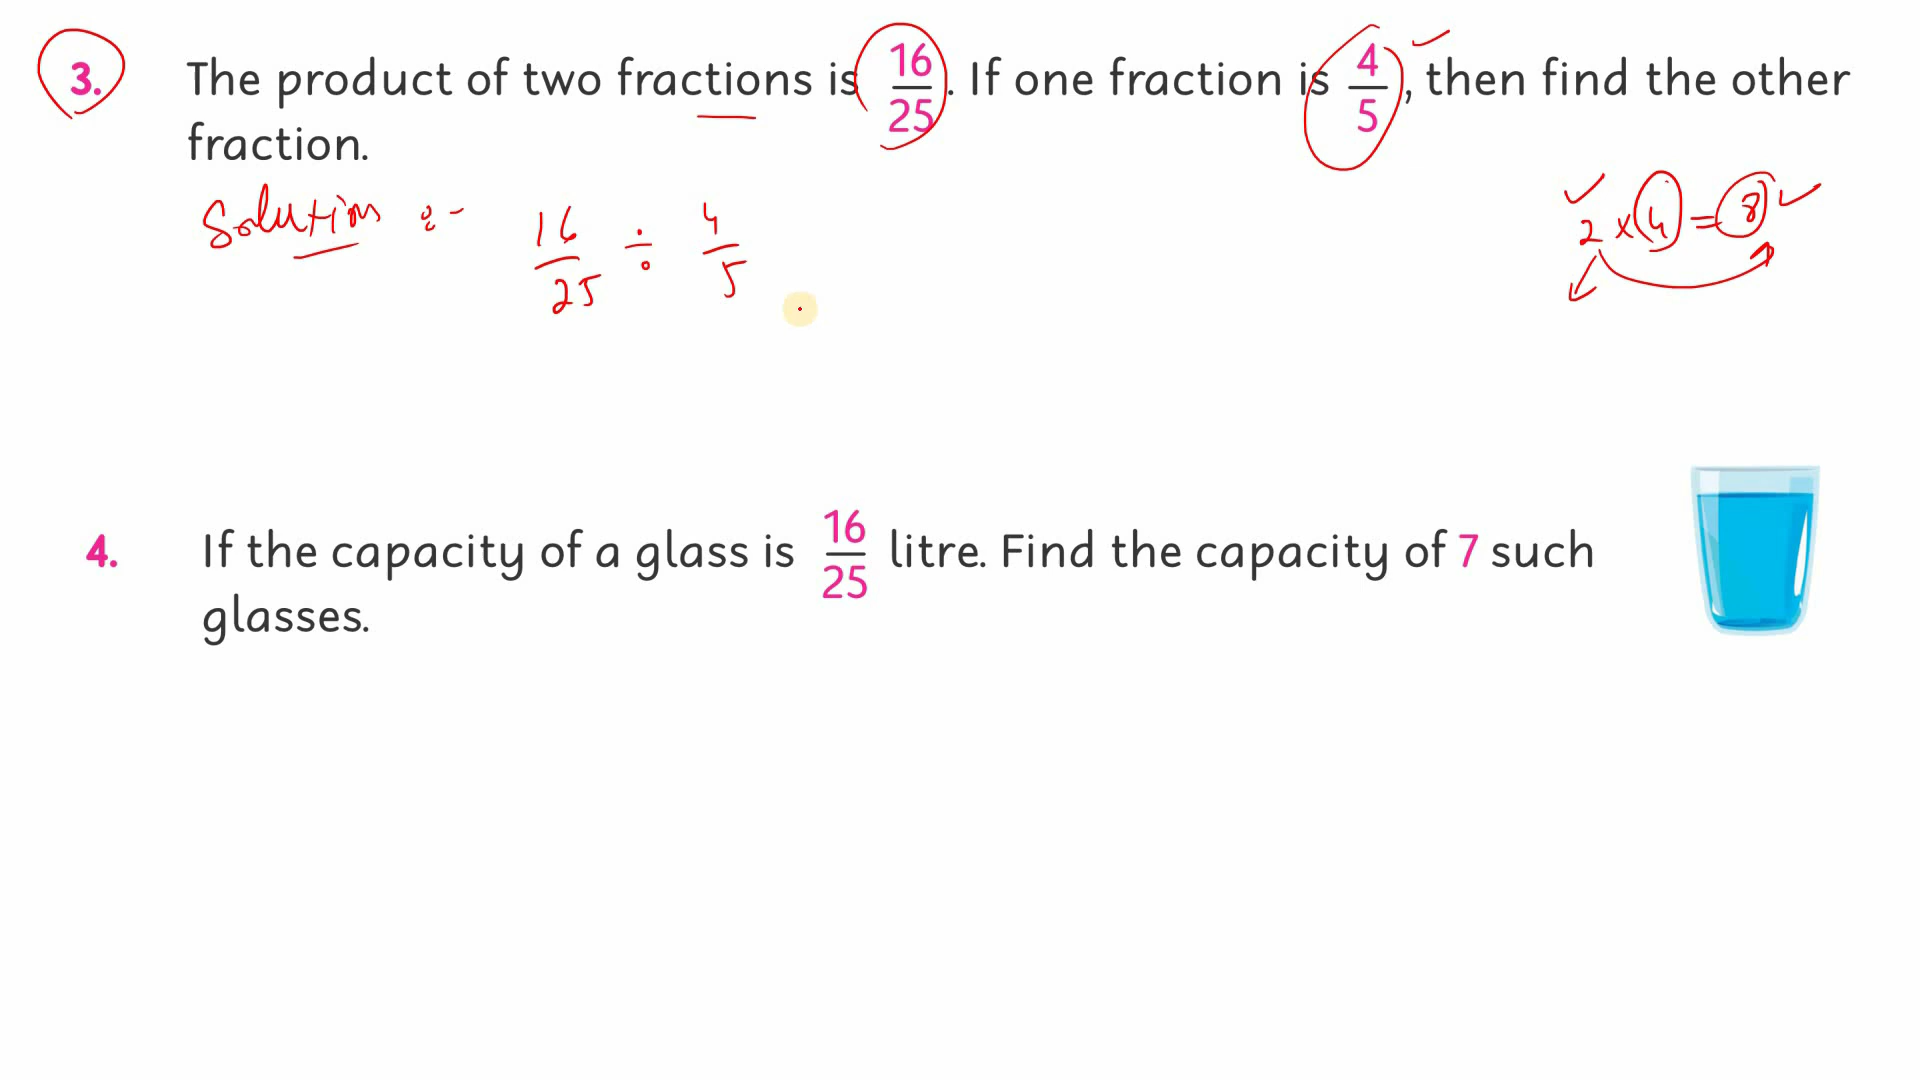 3. The product of two fractions is 16/25. If one fraction is 4/5, then find the other
fraction.
Solution :- 16/25 ÷ 4/5
2 × 4 = 8
4. If the capacity of a glass is 16/25 litre. Find the capacity of 7 such
glasses.